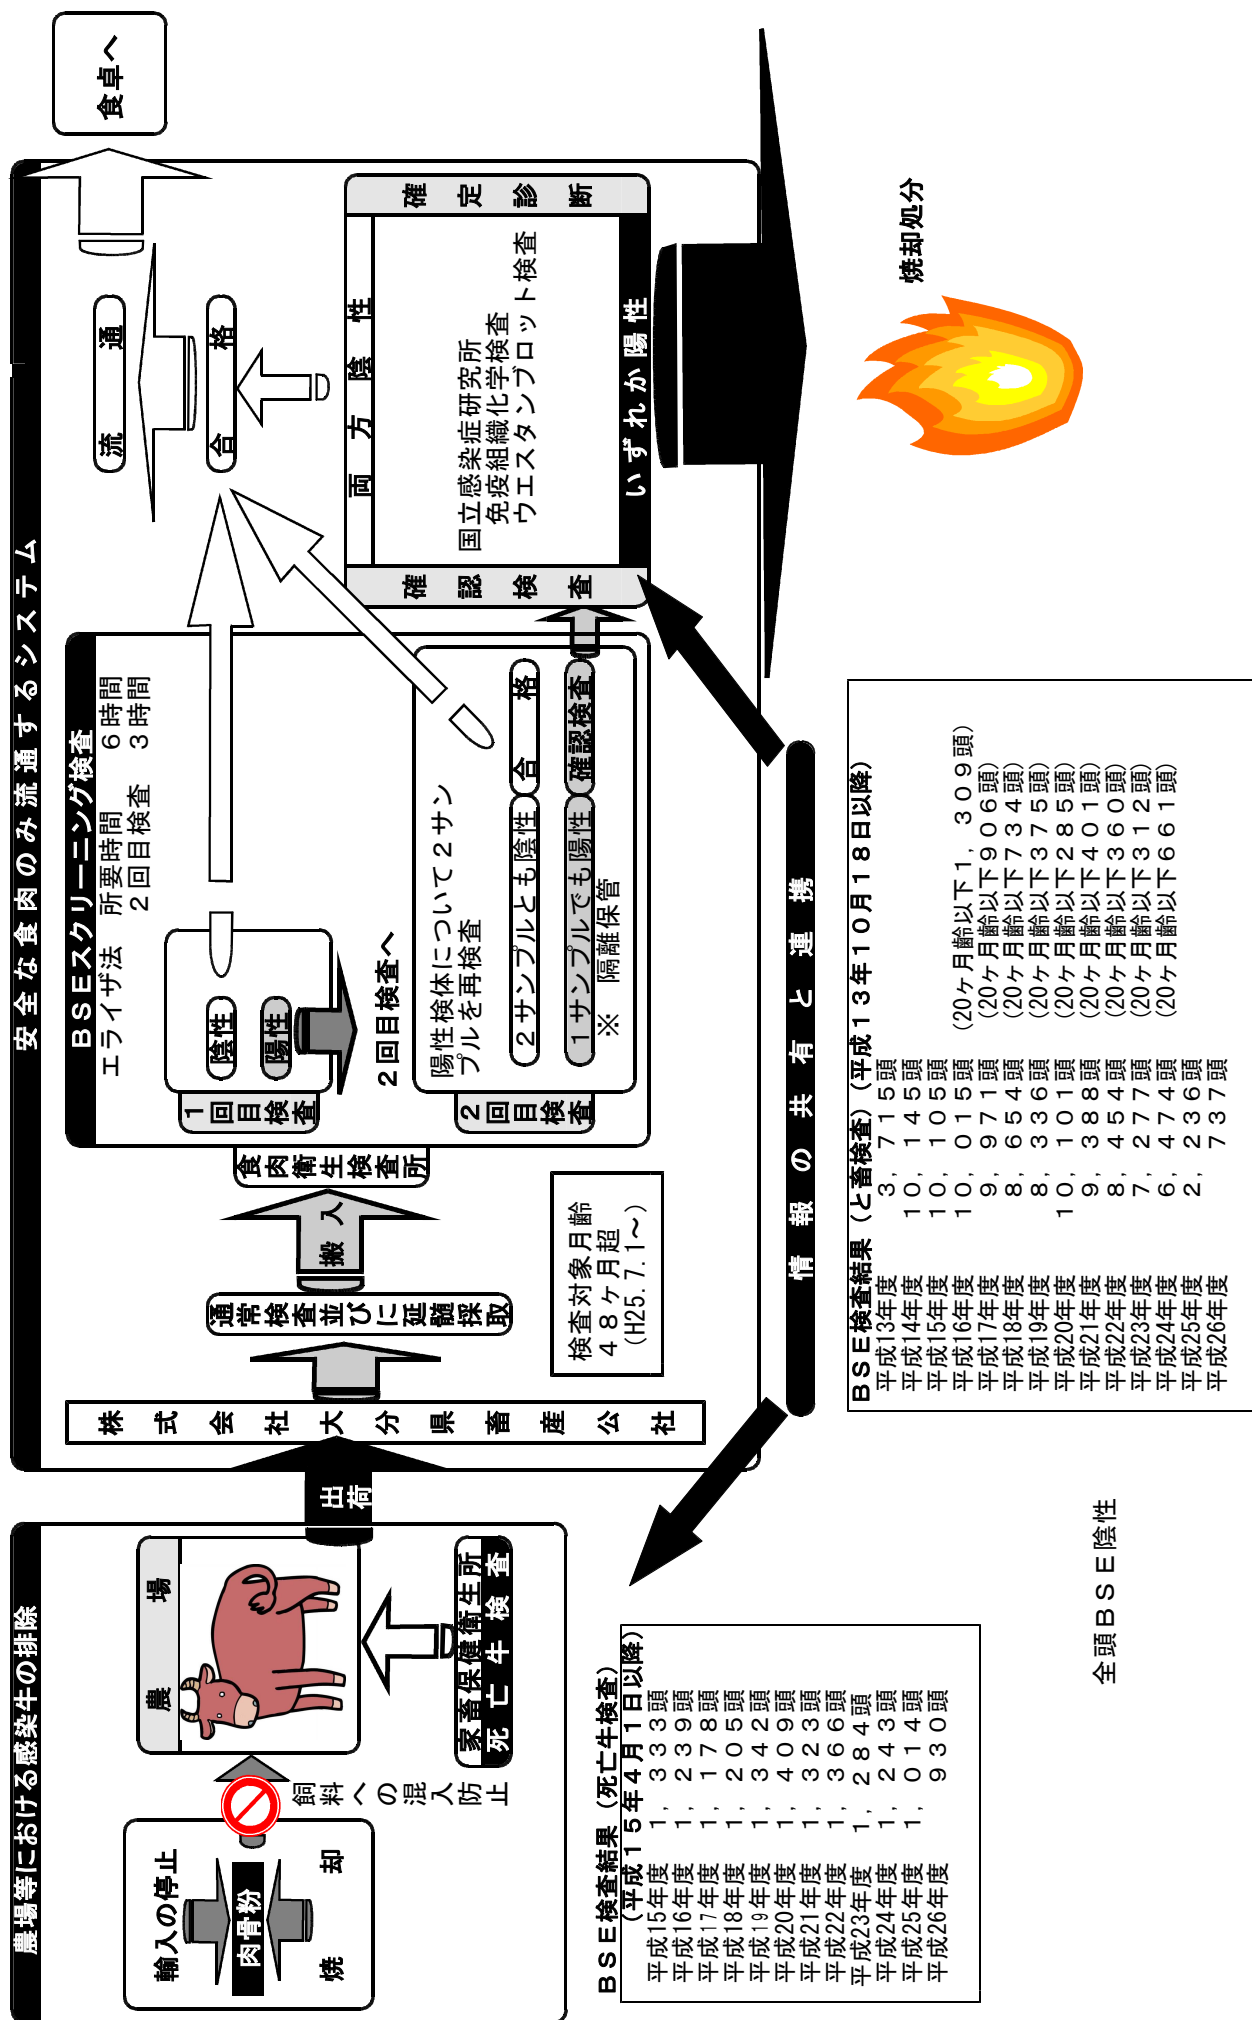 農場等における感染牛の排除
輸入の停止
肉骨粉
焼　却
飼料への混入防止
農　場
家畜保健衛生所
死亡牛検査
出荷
安全な食肉のみ流通するシステム
株式会社大分県畜産公社
通常検査並びに延髄採取
搬入
食肉衛生検査所
検査対象月齢
４８ヶ月超
（H25.7.1～）
ＢＳＥスクリーニング検査
エライザ法　所要時間　６時間
２回目検査　３時間
１回目検査
陰性
陽性
２回目検査へ
２回目検査
陽性検体について２サン
プルを再検査
２サンプルとも陰性
合　格
１サンプルでも陽性
確認検査
※　隔離保管
確認検査
両方陰性
国立感染症研究所
免疫組織化学検査
ウエスタンブロット検査
いずれか陽性
確定診断
合　格
流　通
食卓へ
焼却処分
情報の共有と連携
ＢＳＥ検査結果（死亡牛検査）
（平成１５年４月１日以降）
平成15年度　１，３３３頭
平成16年度　１，２３９頭
平成17年度　１，１７８頭
平成18年度　１，２０５頭
平成19年度　１，３４２頭
平成20年度　１，４０９頭
平成21年度　１，３２３頭
平成22年度　１，３６６頭
平成23年度　１，２８４頭
平成24年度　１，２４３頭
平成25年度　１，０１４頭
平成26年度　９３０頭
ＢＳＥ検査結果（と畜検査）（平成１３年１０月１８日以降）
平成13年度　３，７１５頭
平成14年度　１０，１４５頭
平成15年度　１０，１０５頭
平成16年度　１０，０１５頭　（20ヶ月齢以下１，３０９頭）
平成17年度　９，９７１頭　（20ヶ月齢以下９０６頭）
平成18年度　８，６５４頭　（20ヶ月齢以下７３４頭）
平成19年度　８，３３６頭　（20ヶ月齢以下３７５頭）
平成20年度　１０，１０１頭　（20ヶ月齢以下２８５頭）
平成21年度　９，３８８頭　（20ヶ月齢以下４０１頭）
平成22年度　８，４５４頭　（20ヶ月齢以下３６０頭）
平成23年度　７，２７７頭　（20ヶ月齢以下３１２頭）
平成24年度　６，４７４頭　（20ヶ月齢以下６６１頭）
平成25年度　２，２３６頭
平成26年度　７３７頭
全頭ＢＳＥ陰性